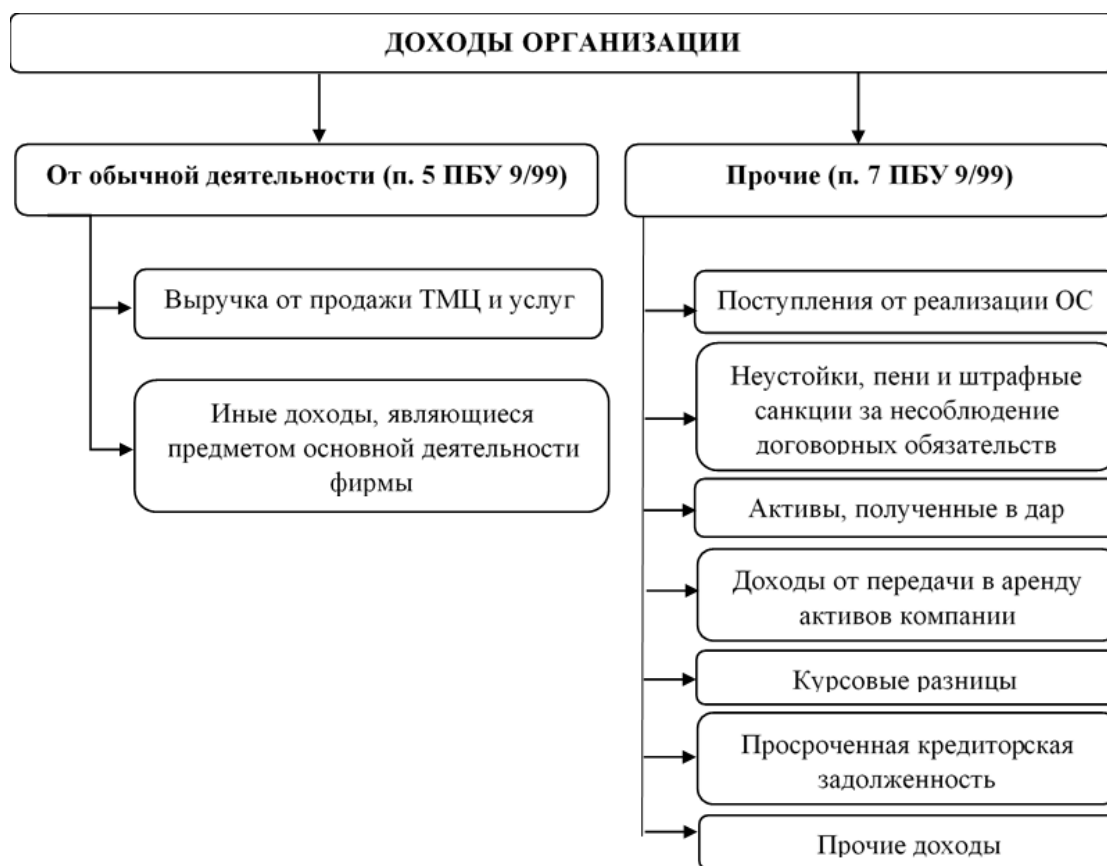 ДОХОДЫ ОРГАНИЗАЦИИ
От обычной деятельности (п. 5 ПБУ 9/99)
Выручка от продажи ТМЦ и услуг
Иные доходы, являющиеся
предметом основной деятельности
фирмы
Прочие (п. 7 ПБУ 9/99)
Поступления от реализации ОС
Неустойки, пени и штрафные
санкции за несоблюдение
договорных обязательств
Активы, полученные в дар
Доходы от передачи в аренду
активов компании
Курсовые разницы
Просроченная кредиторская
задолженность
Прочие доходы